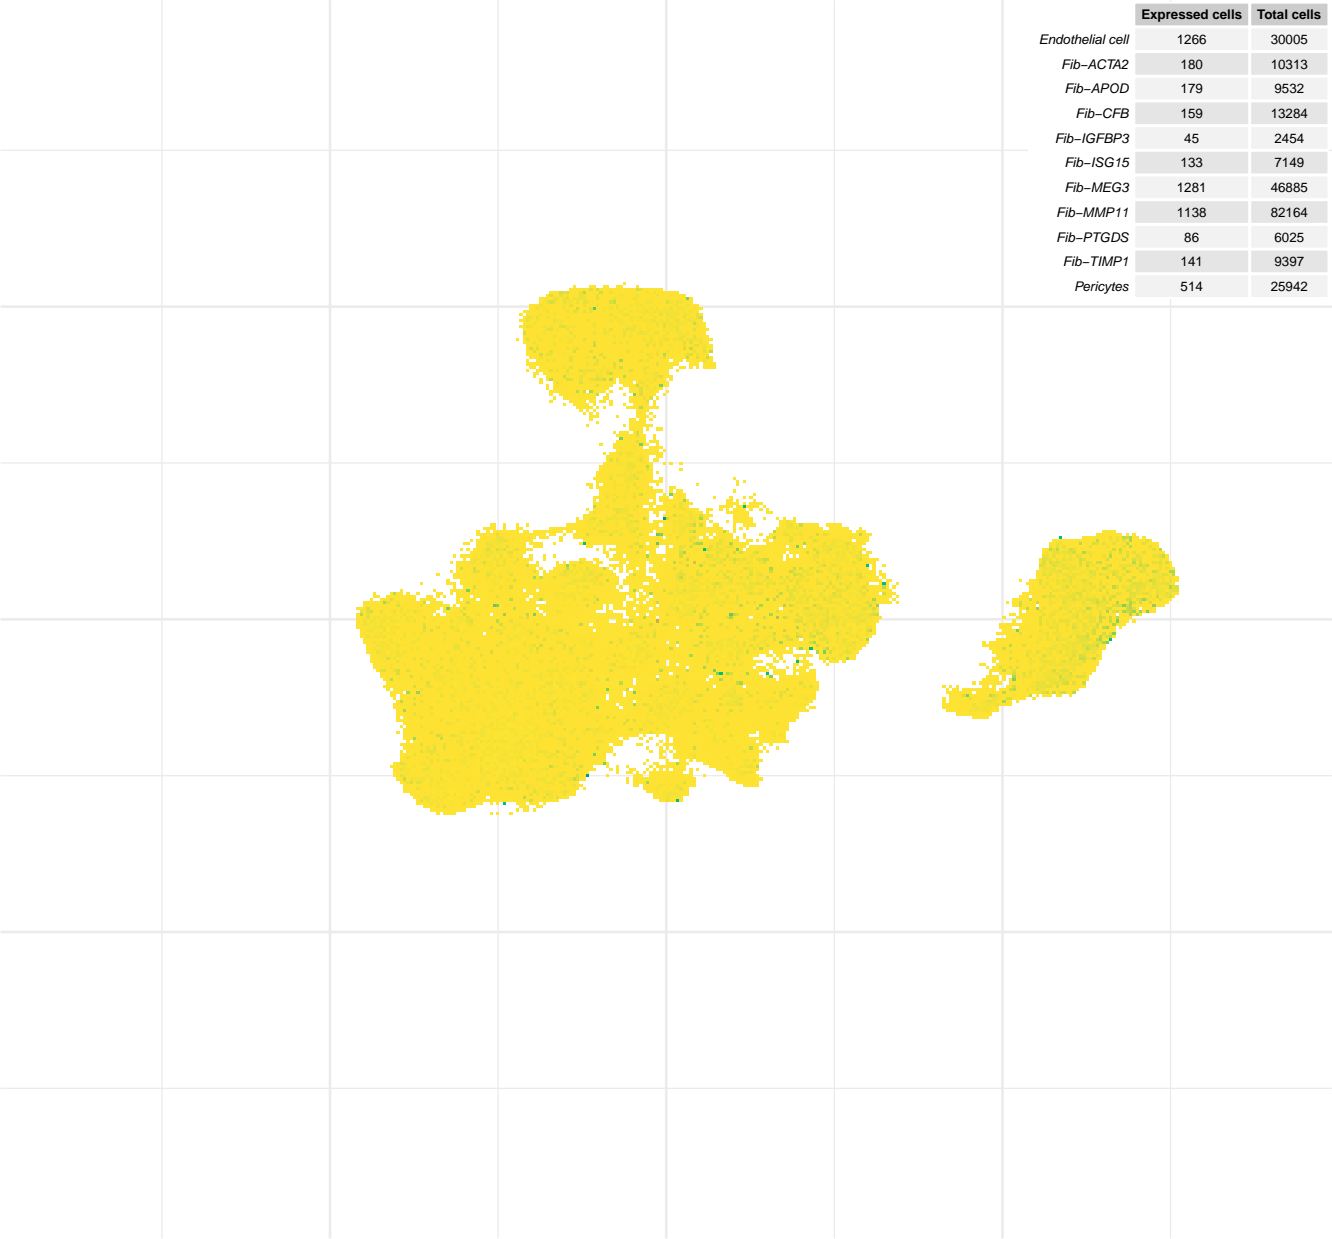 Expressed cells Total cells
Endothelial cell 1266 30005
Fib−ACTA2 180 10313
Fib−APOD 179 9532
Fib−CFB 159 13284
Fib−IGFBP3 45 2454
Fib−ISG15 133 7149
Fib−MEG3 1281 46885
Fib−MMP11 1138 82164
Fib−PTGDS 86 6025
Fib−TIMP1 141 9397
Pericytes 514 25942